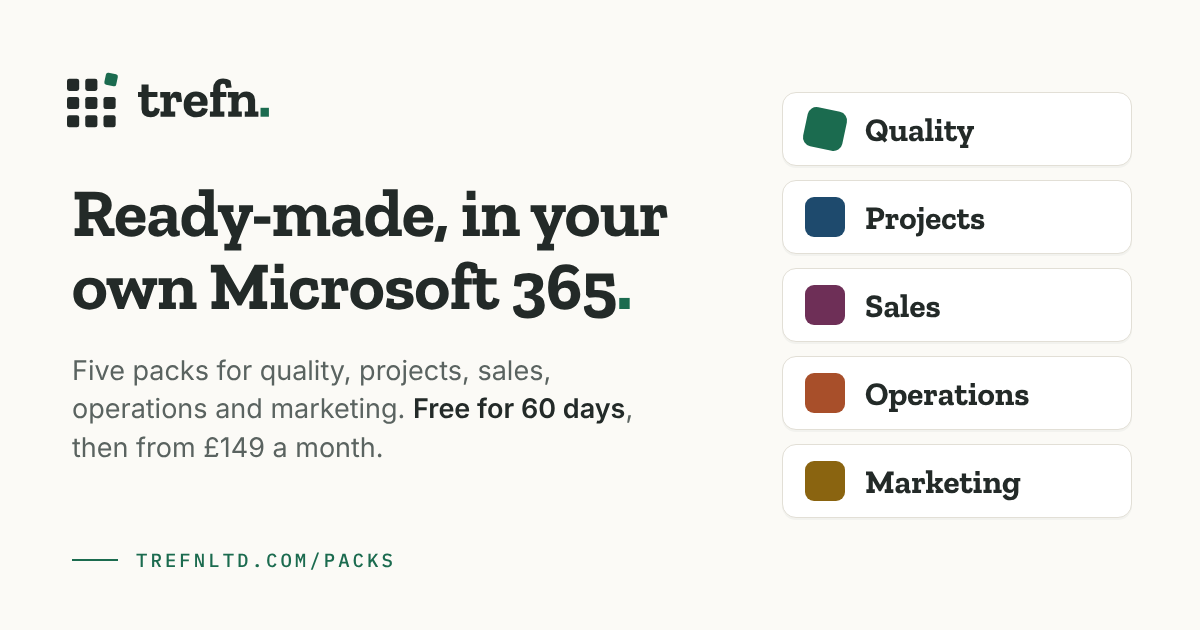 trefn.
Ready-made, in your
own Microsoft 365.
Five packs for quality, projects, sales,
operations and marketing. Free for 60 days,
then from £149 a month.
TREFNLTD.COM/PACKS
Quality
Projects
Sales
Operations
Marketing